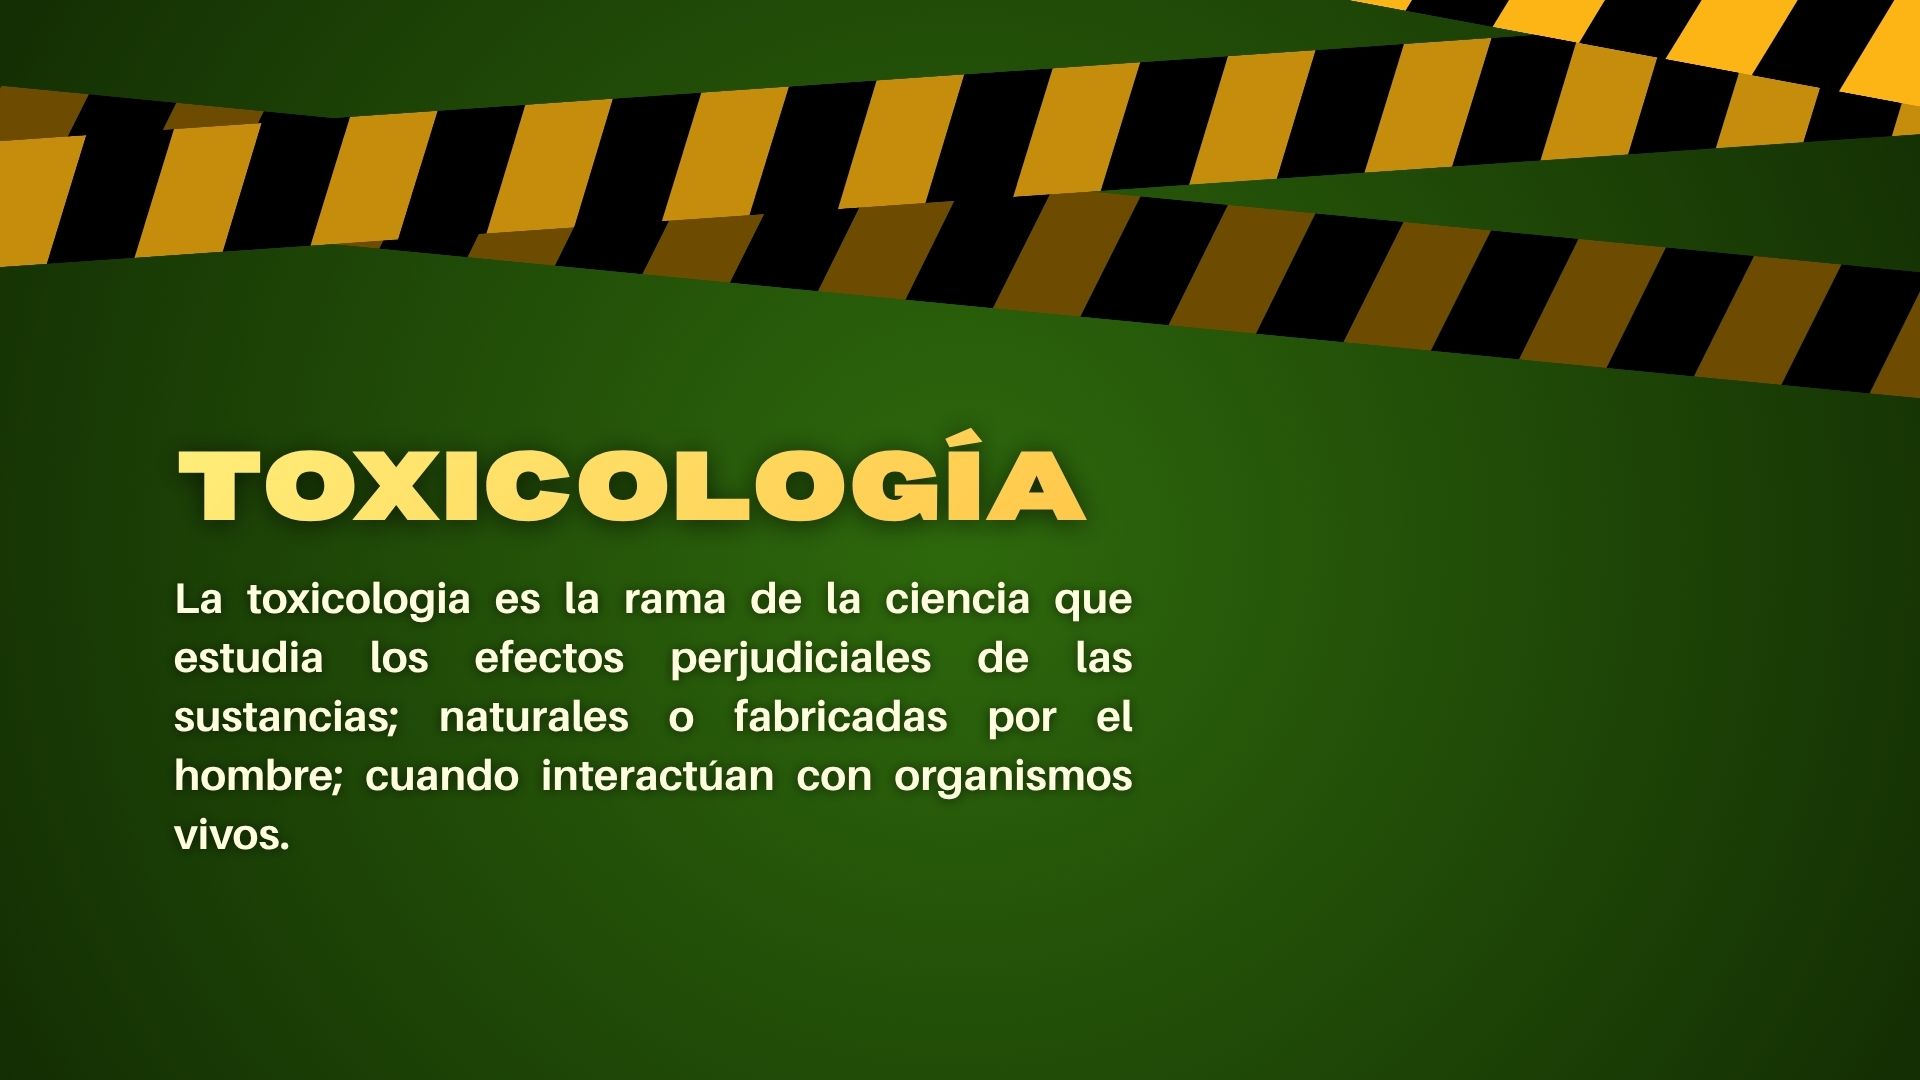 TOXICOLOGÍA
La toxicologia es la rama de la ciencia que
estudia los efectos perjudiciales de las
sustancias; naturales o fabricadas por el
hombre; cuando interactúan con organismos
vivos.